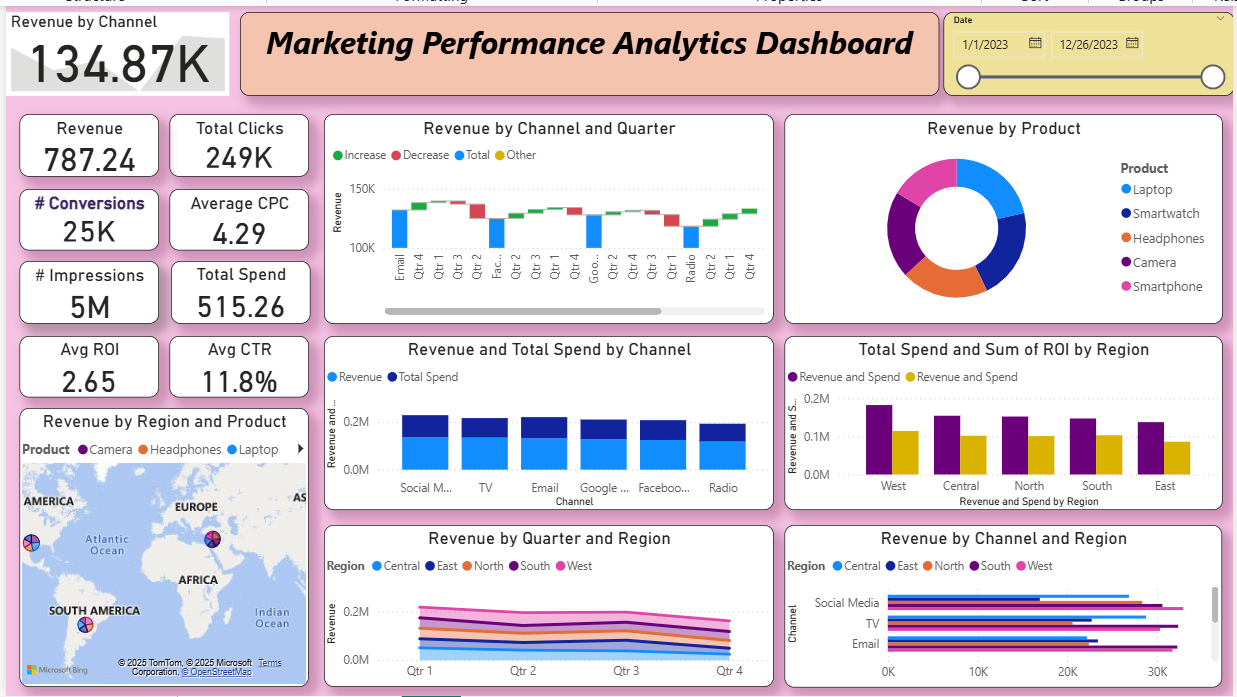 Revenue by Channel
134.87K
Marketing Performance Analytics Dashboard
Date
1/1/2023
12/26/2023
Revenue
787.24
Total Clicks
249K
# Conversions
25K
Average CPC
4.29
# Impressions
5M
Total Spend
515.26
Avg ROI
2.65
Avg CTR
11.8%
Revenue by Channel and Quarter
Increase Decrease Total Other
Revenue
150K
100K
Email Qtr 4 Qtr 1 Qtr 3 Qtr 2 Fac... Qtr 2 Qtr 3 Qtr 1 Qtr 4 Goo... Qtr 2 Qtr 4 Qtr 3 Qtr 1 Radio Qtr 2 Qtr 1 Qtr 4
Revenue by Product
Product
Laptop
Smartwatch
Headphones
Camera
Smartphone
Revenue and Total Spend by Channel
Revenue Total Spend
Revenue and ...
0.2M
0.0M
Social M... TV Email Google ... Faceboo... Radio
Channel
Total Spend and Sum of ROI by Region
Revenue and Spend Revenue and Spend
Revenue and S...
0.2M
0.1M
0.0M
West Central North South East
Revenue and Spend by Region
Revenue by Region and Product
Product Camera Headphones Laptop
AMERICA
EUROPE
AS
Atlantic
Ocean
AFRICA
SOUTH AMERICA
Indian
Ocean
Microsoft Bing
© 2025 TomTom, © 2025 Microsoft Terms
Corporation, © OpenStreetMap
Revenue by Quarter and Region
Region Central East North South West
Revenue
0.2M
0.0M
Qtr 1 Qtr 2 Qtr 3 Qtr 4
Revenue by Channel and Region
Region Central East North South West
Channel
Social Media
TV
Email
0K 10K 20K 30K